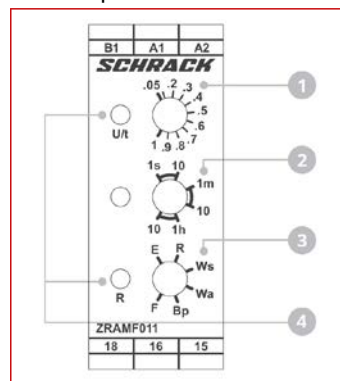 B1 A1 A2
SCHRACK
.05 .2 .3 .4 .5 .6 .7 .8 .9 1
1
U/t
1s 10 1m 10 1h 10
2
E R Ws Wa Bp F
3
R
4
ZRAMF011
18 16 15